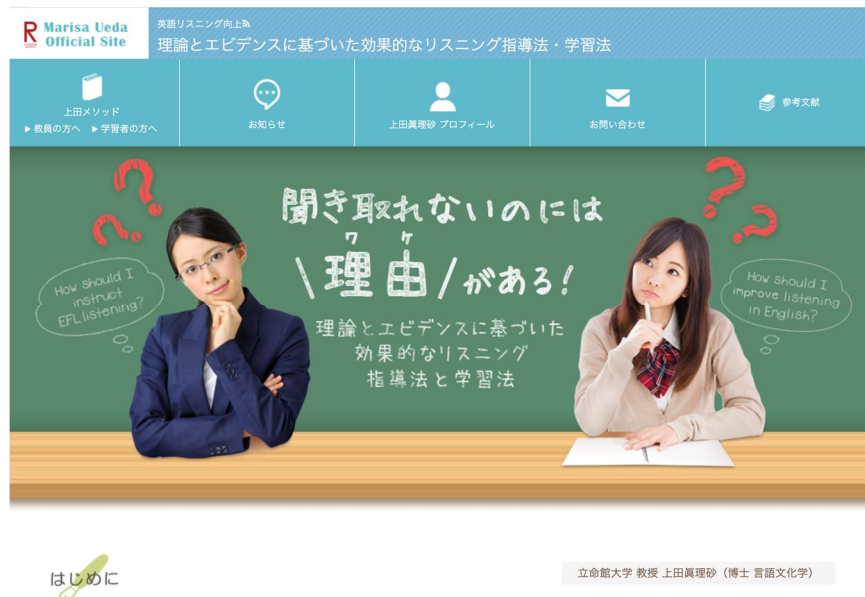 Marisa Ueda
Official Site
英語リスニング向上
理論とエビデンスに基づいた効果的なリスニング指導法・学習法
上田メソッド
▶教員の方へ ▶学習者の方へ
お知らせ
上田眞理砂 プロフィール
お問い合わせ
参考文献
聞き取れないのには
ワケ
\理由/がある!
理論とエビデンスに基づいた
効果的なリスニング
指導法と学習法
How should I
instruct
EFL listening?
How should I
improve listening
in English?
はじめに
立命館大学 教授 上田眞理砂（博士 言語文化学）